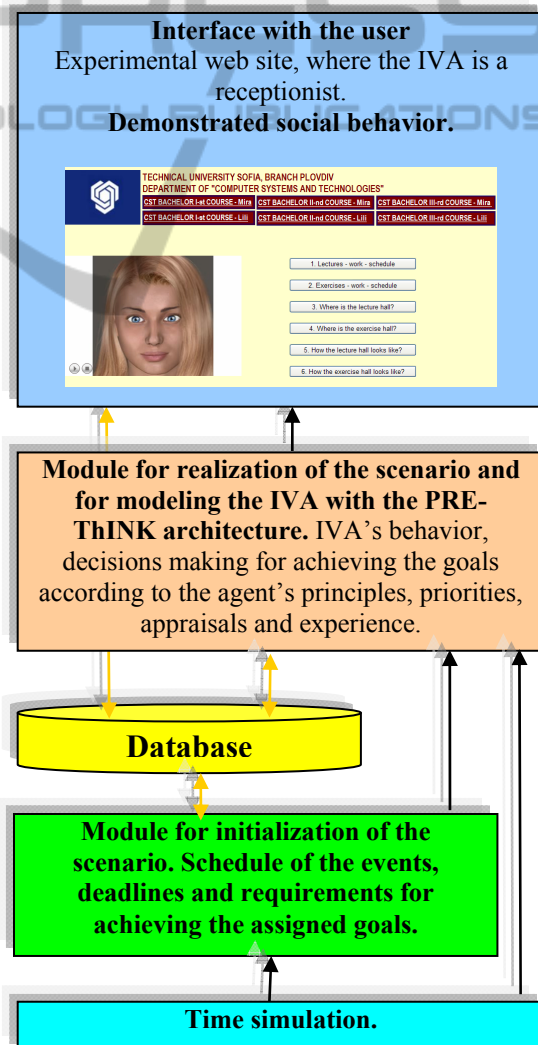 Interface with the user
Experimental web site, where the IVA is a
receptionist.
Demonstrated social behavior.
TECHNICAL UNIVERSITY SOFIA, BRANCH PLOVDIV
DEPARTMENT OF "COMPUTER SYSTEMS AND TECHNOLOGIES"
CST BACHELOR I-st COURSE - Mira CST BACHELOR II-nd COURSE - Mira CST BACHELOR III-rd COURSE - Mira
CST BACHELOR I-st COURSE - Lili CST BACHELOR II-nd COURSE - Lili CST BACHELOR III-rd COURSE - Lili
1. Lectures - work - schedule
2. Exercises - work - schedule
3. Where is the lecture hall?
4. Where is the exercise hall?
5. How the lecture hall looks like?
6. How the exercise hall looks like?
Module for realization of the scenario and
for modeling the IVA with the PRE-
ThINK architecture. IVA's behavior,
decisions making for achieving the goals
according to the agent's principles, priorities,
appraisals and experience.
Database
Module for initialization of the
scenario. Schedule of the events,
deadlines and requirements for
achieving the assigned goals.
Time simulation.